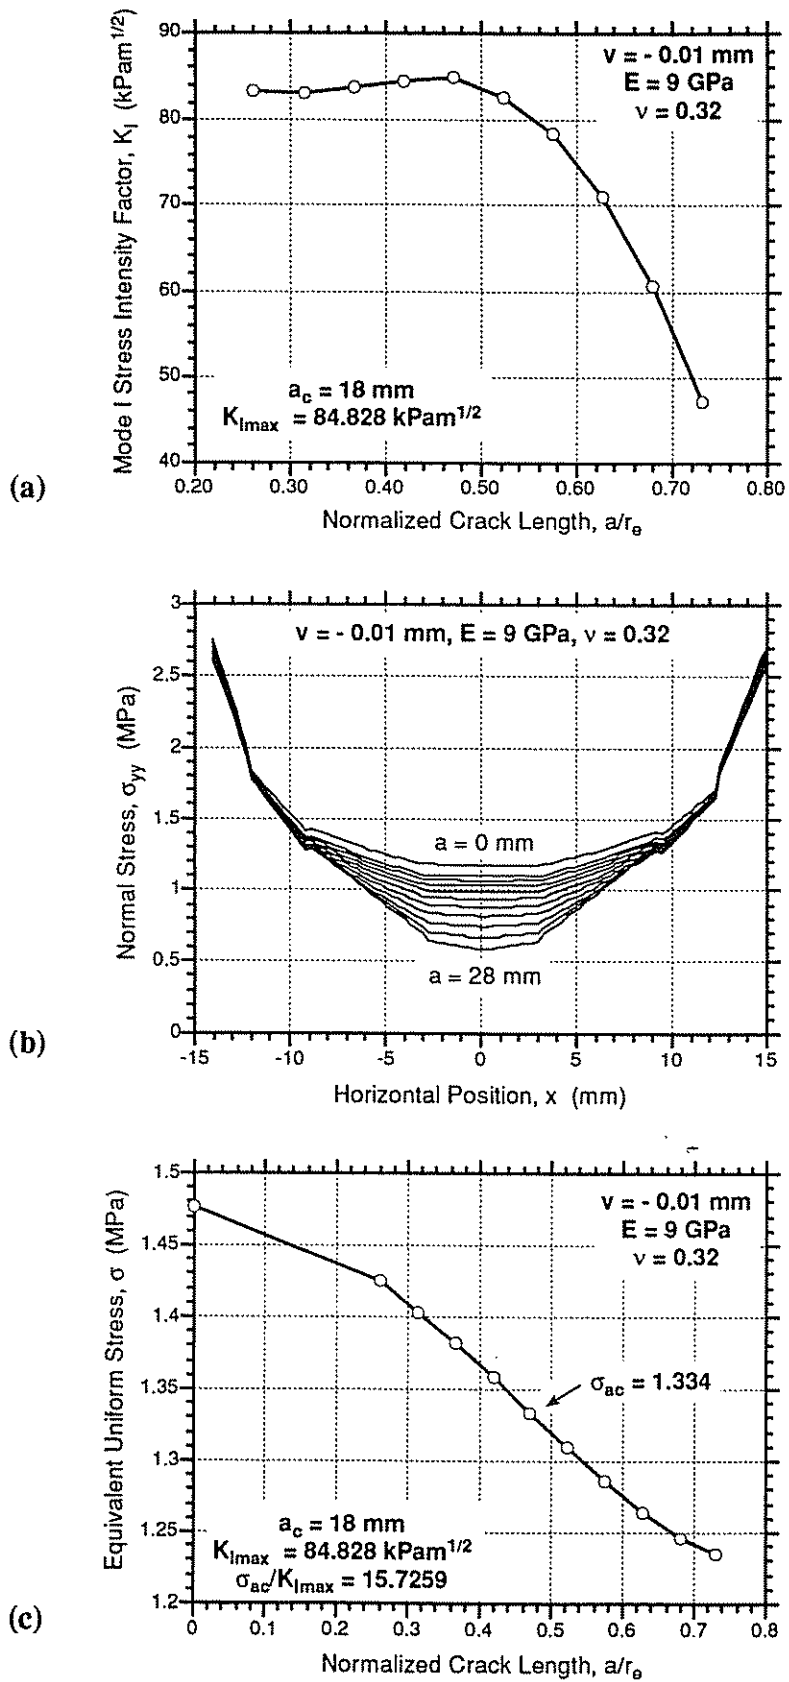 90
80
70
60
50
40
Mode I Stress Intensity Factor, K_I (kPam^1/2)
v = - 0.01 mm
E = 9 GPa
ν = 0.32
a_c = 18 mm
K_Imax = 84.828 kPam^1/2
0.20 0.30 0.40 0.50 0.60 0.70 0.80
Normalized Crack Length, a/r_e
(a)
3
2.5
2
1.5
1
0.5
0
Normal Stress, σ_yy (MPa)
v = - 0.01 mm, E = 9 GPa, ν = 0.32
a = 0 mm
a = 28 mm
-15 -10 -5 0 5 10 15
Horizontal Position, x (mm)
(b)
1.5
1.45
1.4
1.35
1.3
1.25
1.2
Equivalent Uniform Stress, σ (MPa)
v = - 0.01 mm
E = 9 GPa
ν = 0.32
σ_ac = 1.334
a_c = 18 mm
K_Imax = 84.828 kPam^1/2
σ_ac/K_Imax = 15.7259
0 0.1 0.2 0.3 0.4 0.5 0.6 0.7 0.8
Normalized Crack Length, a/r_e
(c)